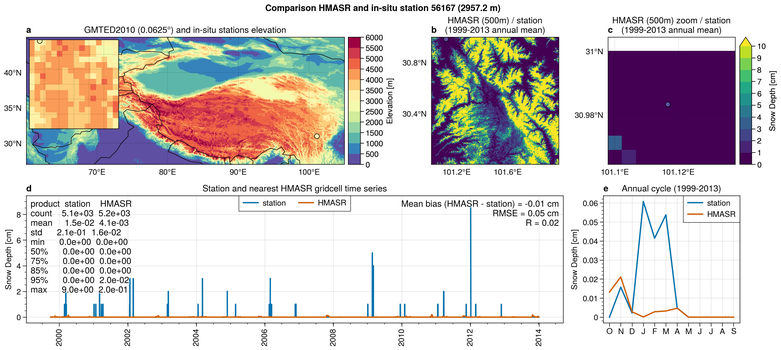 Comparison HMASR and in-situ station 56167 (2957.2 m)
a
GMTED2010 (0.0625°) and in-situ stations elevation
40°N
35°N
30°N
70°E
80°E
90°E
100°E
6000
5500
5000
4500
4000
3500
3000
2500
2000
1500
1000
500
0
Elevation [m]
b
HMASR (500m) / station
(1999-2013 annual mean)
30.8°N
30.4°N
101.2°E
101.6°E
c
HMASR (500m) zoom / station
(1999-2013 annual mean)
31°N
30.98°N
101.11°E
101.12°E
10
9
8
7
6
5
4
3
2
1
0
Snow Depth [cm]
d
Station and nearest HMASR gridcell time series
product station HMASR
count 5.1e+03 5.2e+03
mean 1.5e-02 4.1e-03
std 2.1e-01 1.6e-02
min 0.0e+00 0.0e+00
50% 0.0e+00 0.0e+00
75% 0.0e+00 0.0e+00
85% 0.0e+00 0.0e+00
95% 0.0e+00 2.0e-02
max 9.0e+00 2.0e-01
station
HMASR
Mean bias (HMASR - station) = -0.01 cm
RMSE = 0.05 cm
R = 0.02
Snow Depth [cm]
8
6
4
2
0
2000
2002
2004
2006
2008
2010
2012
2014
e
Annual cycle (1999-2013)
station
HMASR
Snow Depth [cm]
0.06
0.05
0.04
0.03
0.02
0.01
0
O N D J F M A M J J A S